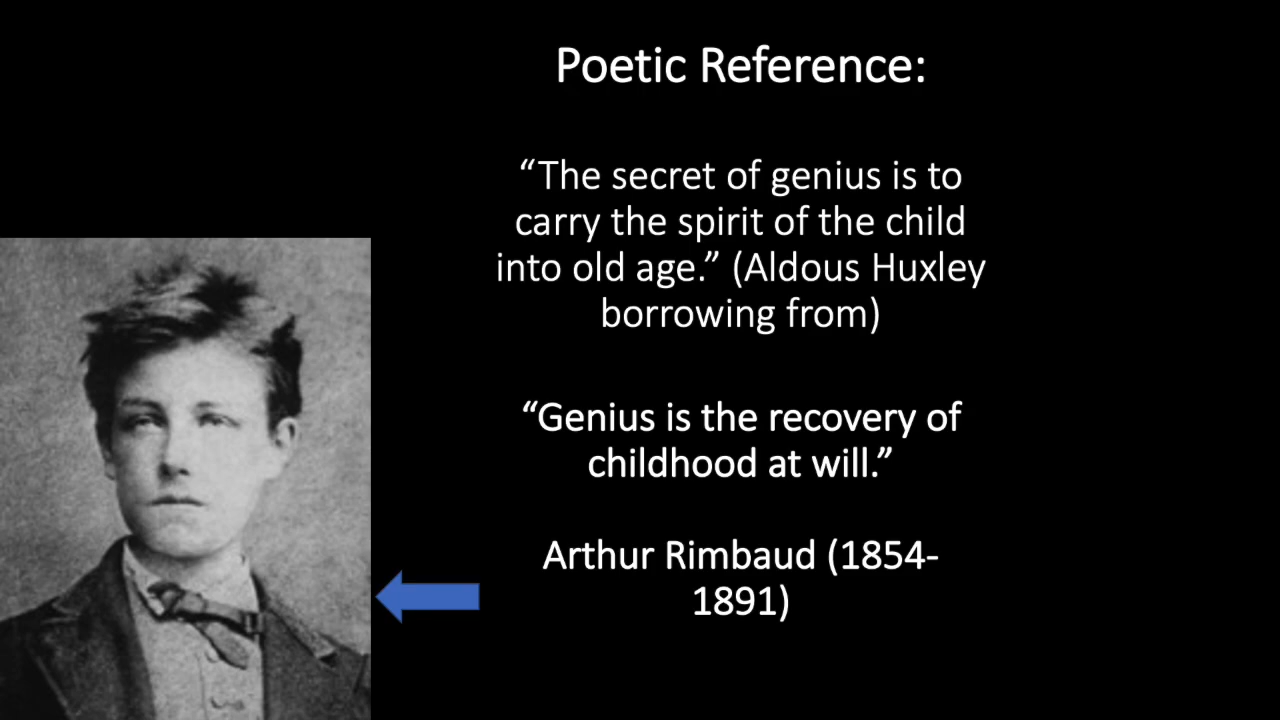 Poetic Reference:
“The secret of genius is to
carry the spirit of the child
into old age.” (Aldous Huxley
borrowing from)
“Genius is the recovery of
childhood at will.”
Arthur Rimbaud (1854-
1891)